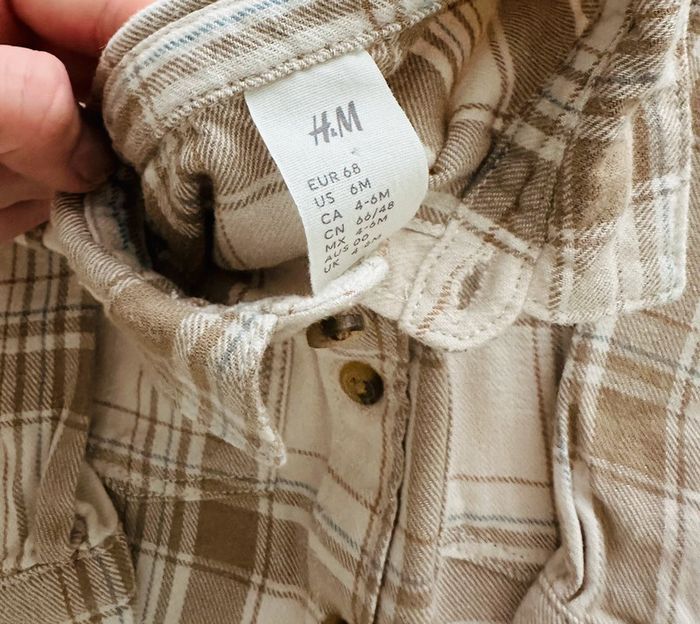 H&M
EUR 68
US 6M
CA 4-6M
CN 66/48
MX 4-6M
AUS 00
UK 4-6M